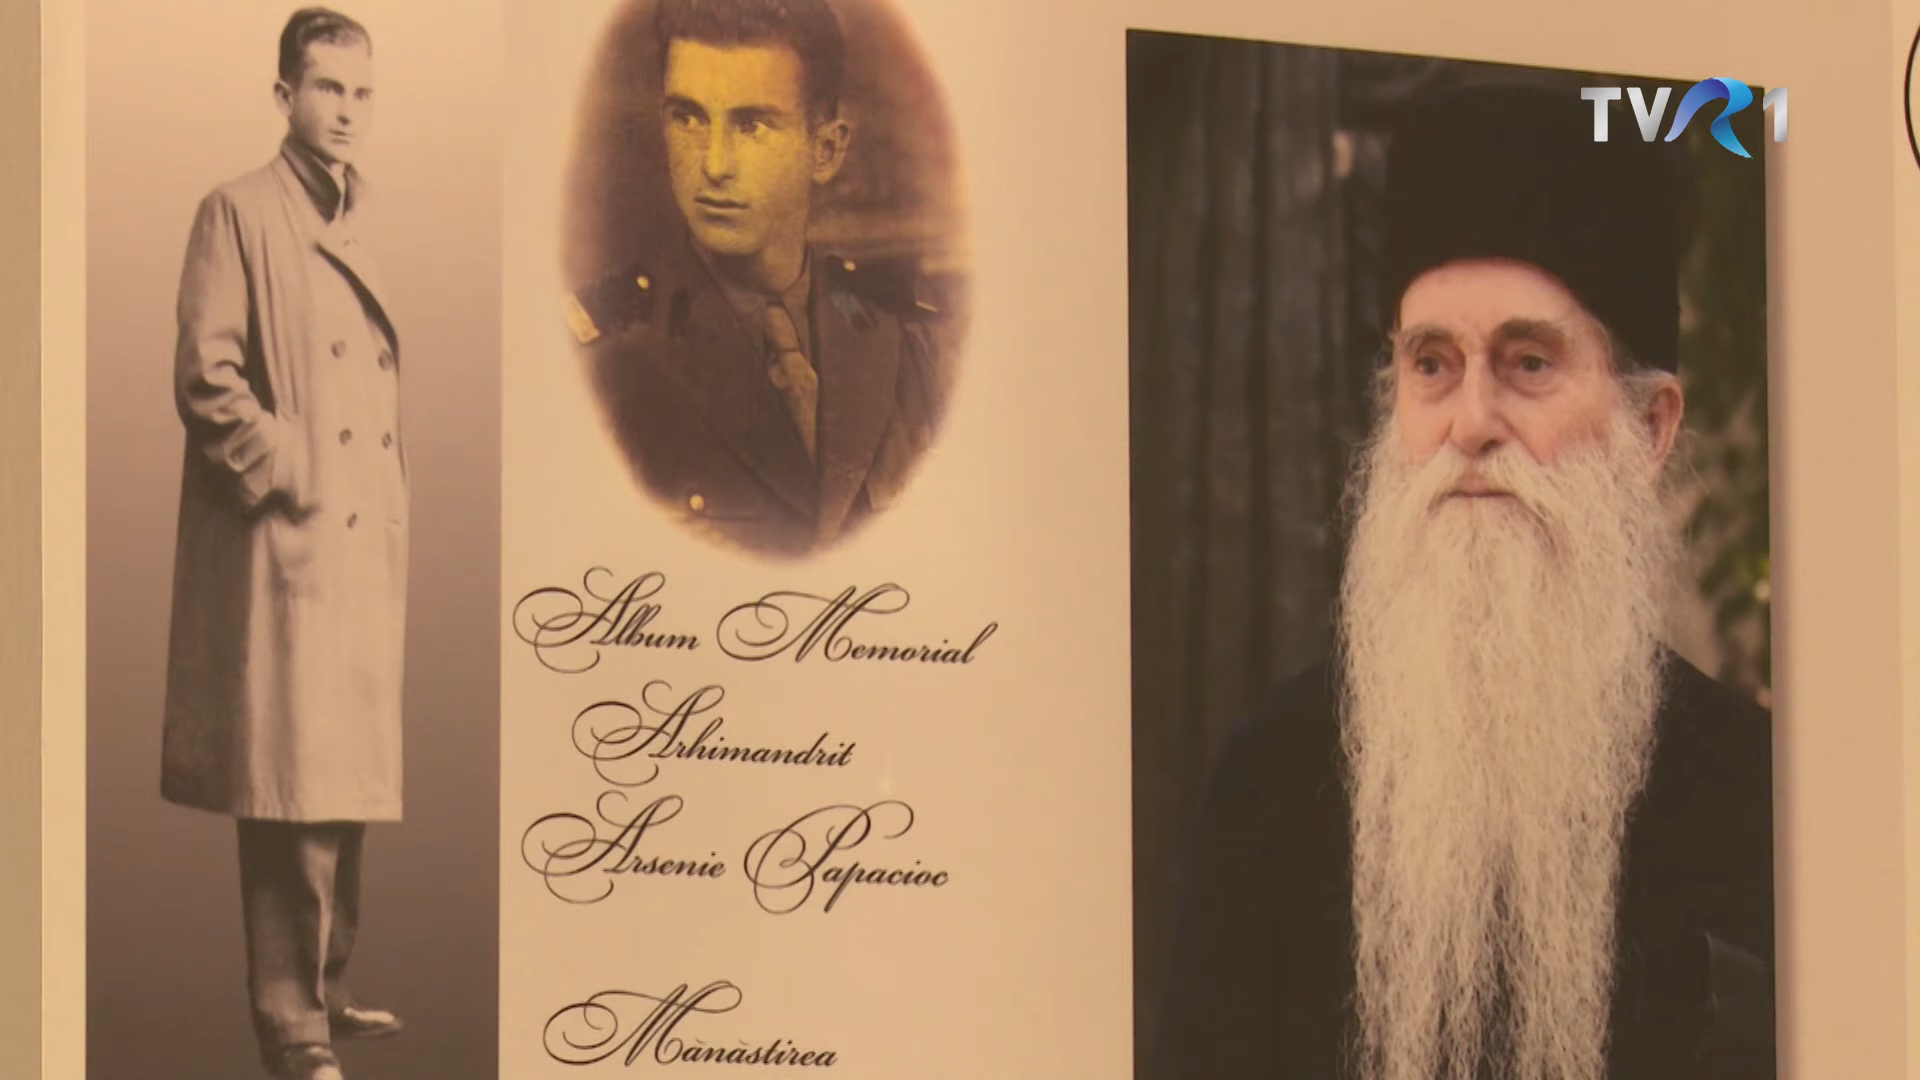 TVR1
Album Memorial
Arhimandrit
Arsenie Papacioc
Mănăstirea